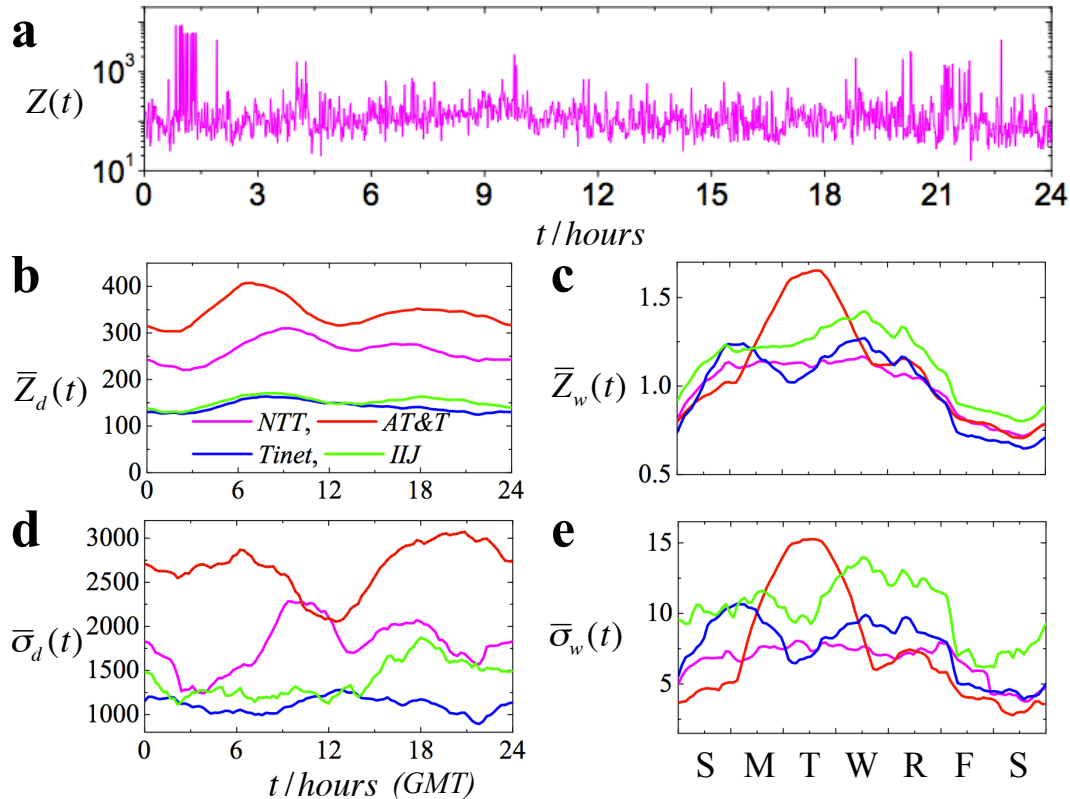 a
Z(t)
10³
10¹
0 3 6 9 12 15 18 21 24
t / hours
b
Z̅_d(t)
400
300
200
150
100
0
NTT, AT&T
Tinet, IIJ
0 6 12 18 24
c
Z̅_w(t)
1.5
1.0
0.5
d
σ̅_d(t)
3000
2500
2000
1500
1000
0 6 12 18 24
t / hours (GMT)
e
σ̅_w(t)
15
10
5
S M T W R F S